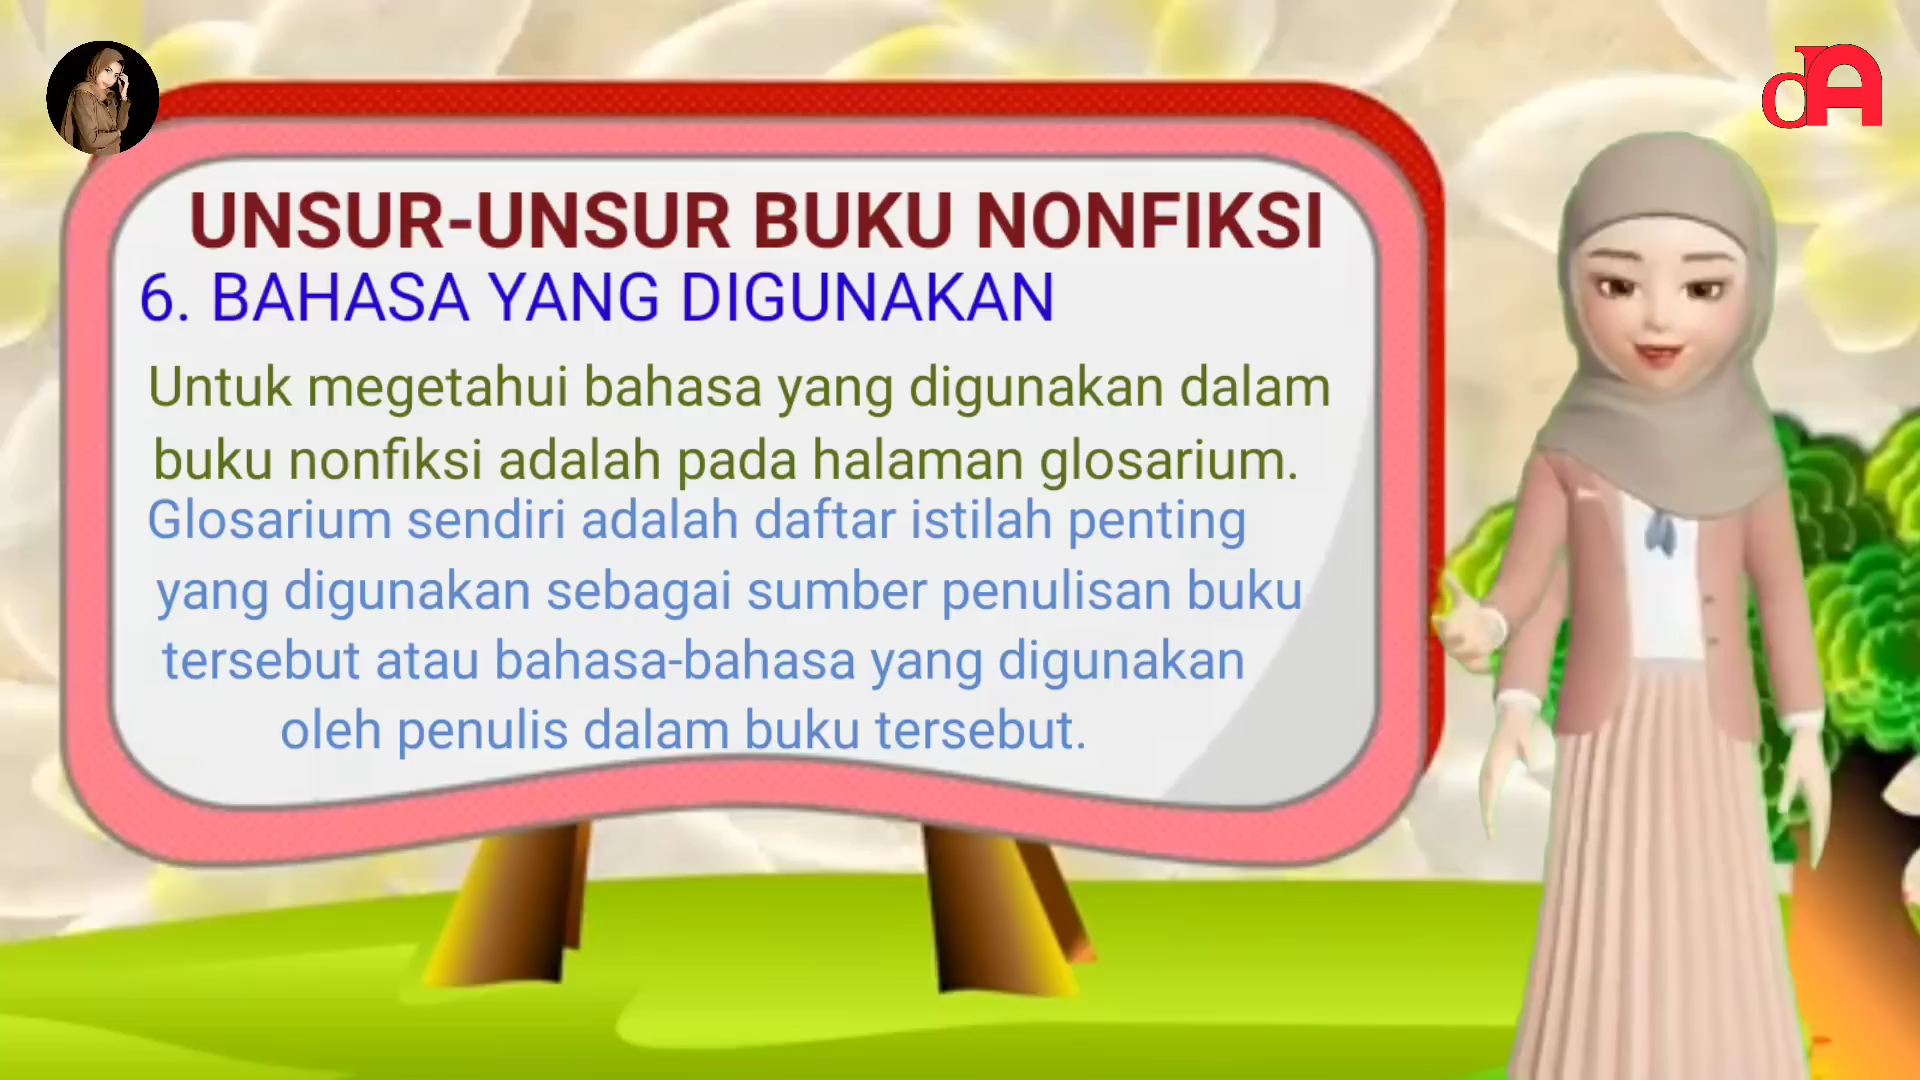 dA
UNSUR-UNSUR BUKU NONFIKSI
6. BAHASA YANG DIGUNAKAN
Untuk megetahui bahasa yang digunakan dalam
buku nonfiksi adalah pada halaman glosarium.
Glosarium sendiri adalah daftar istilah penting
yang digunakan sebagai sumber penulisan buku
tersebut atau bahasa-bahasa yang digunakan
oleh penulis dalam buku tersebut.